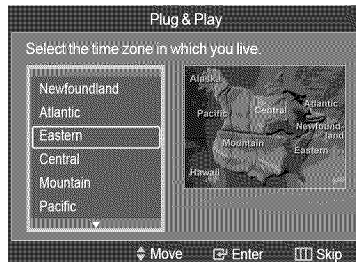 Plug & Play
Select the time zone in which you live.
Newfoundland
Atlantic
Eastern
Central
Mountain
Pacific
Alaska
Pacific
Central
Atlantic
Newfound-
land
Mountain
Eastern
Hawaii
Move
Enter
Skip